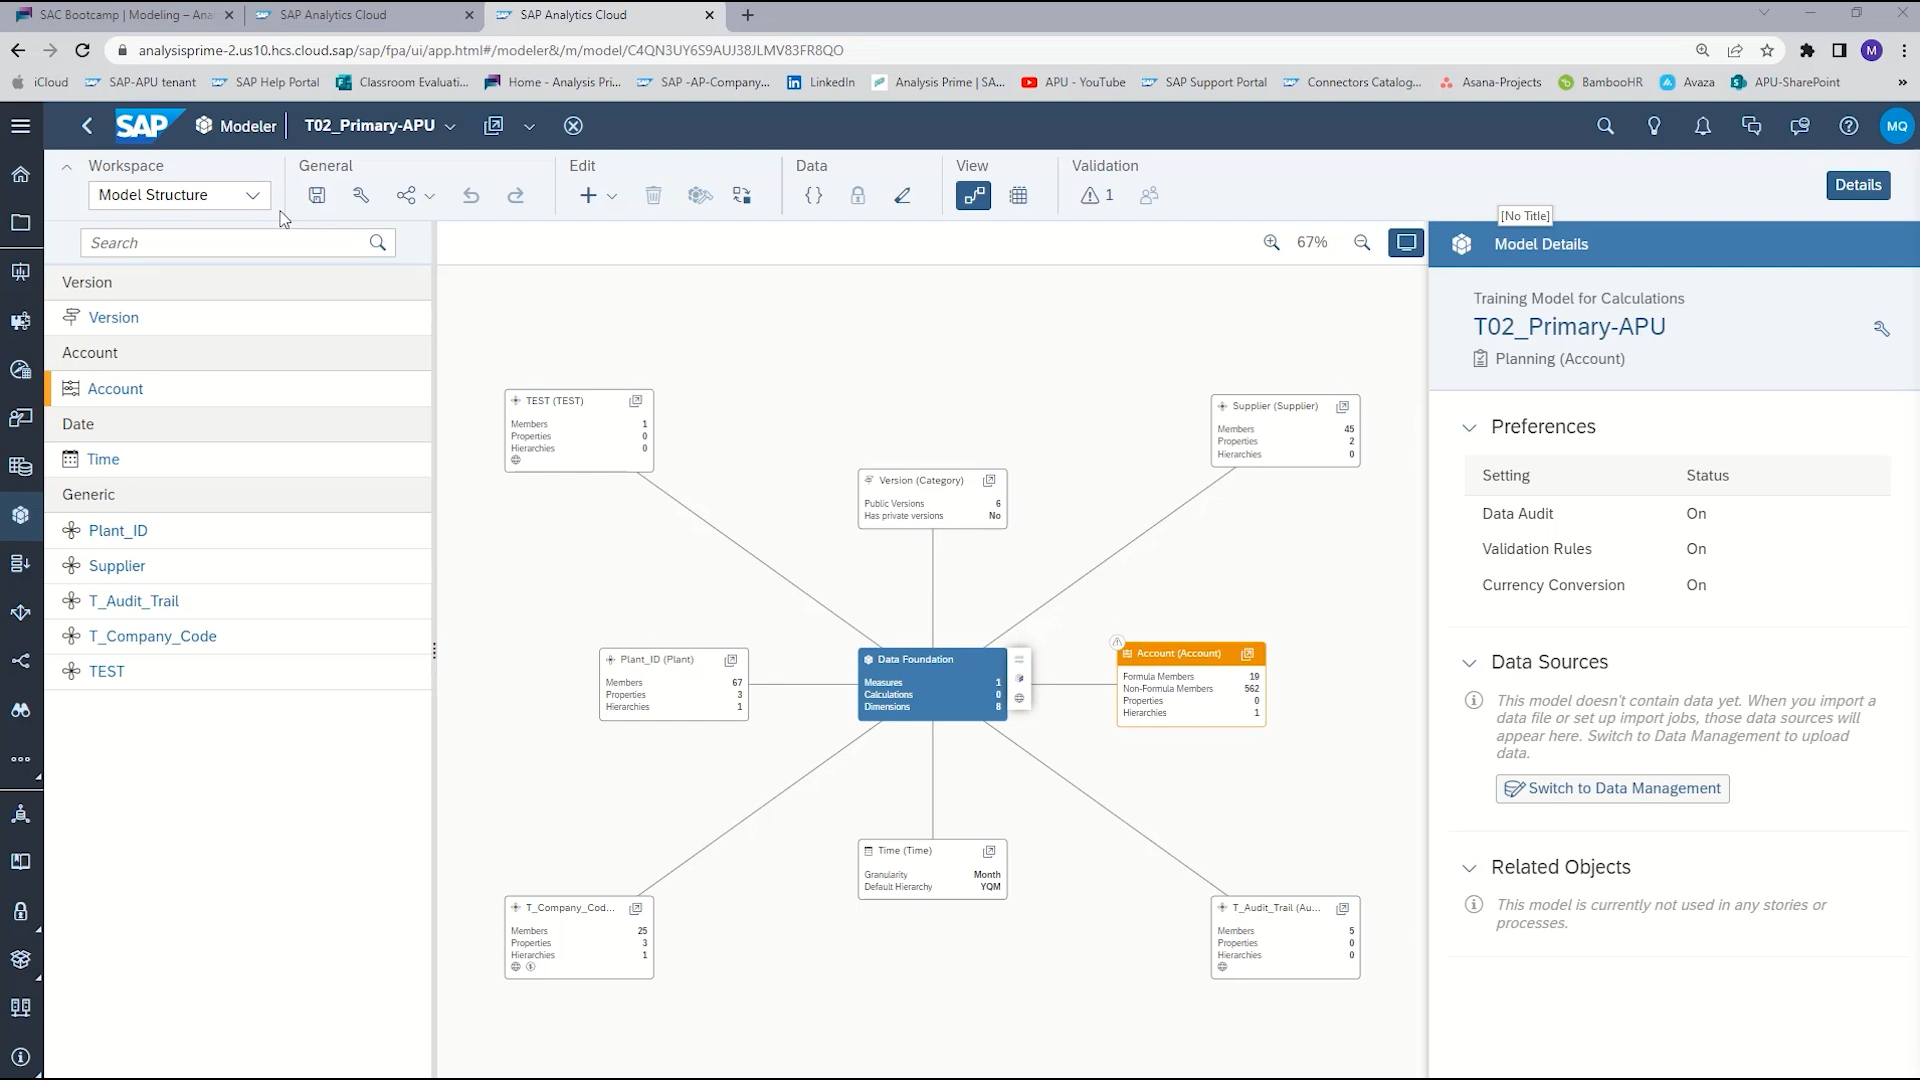 SAC Bootcamp | Modeling – Anal
SAP Analytics Cloud
SAP Analytics Cloud
analysisprime-2.us10.hcs.cloud.sap/sap/fpa/ui/app.html#/modeler&/m/model/C4QN3UY6S9AUJ38JLMV83FR8QO
M
iCloud
SAP-APU tenant
SAP Help Portal
Classroom Evaluati...
Home - Analysis Pri...
SAP -AP-Company...
LinkedIn
Analysis Prime | SA...
APU - YouTube
SAP Support Portal
Connectors Catalog...
Asana-Projects
BambooHR
Avaza
APU-SharePoint
»
SAP
Modeler
T02_Primary-APU
MQ
Workspace
General
Edit
Data
View
Validation
Model Structure
1
Details
[No Title]
Search
67%
Model Details
Version
Version
Account
Account
Date
Time
Generic
Plant_ID
Supplier
T_Audit_Trail
T_Company_Code
TEST
TEST (TEST)
Members 1
Properties 0
Hierarchies 0
Supplier (Supplier)
Members 45
Properties 2
Hierarchies 0
Version (Category)
Public Versions 6
Has private versions No
Plant_ID (Plant)
Members 67
Properties 3
Hierarchies 1
Data Foundation
Measures 1
Calculations 0
Dimensions 8
Account (Account)
Formula Members 19
Non-Formula Members 562
Properties 0
Hierarchies 1
Time (Time)
Granularity Month
Default Hierarchy YQM
T_Company_Cod...
Members 25
Properties 3
Hierarchies 1
T_Audit_Trail (Au...
Members 5
Properties 0
Hierarchies 0
Training Model for Calculations
T02_Primary-APU
Planning (Account)
Preferences
Setting Status
Data Audit On
Validation Rules On
Currency Conversion On
Data Sources
This model doesn't contain data yet. When you import a
data file or set up import jobs, those data sources will
appear here. Switch to Data Management to upload
data.
Switch to Data Management
Related Objects
This model is currently not used in any stories or
processes.